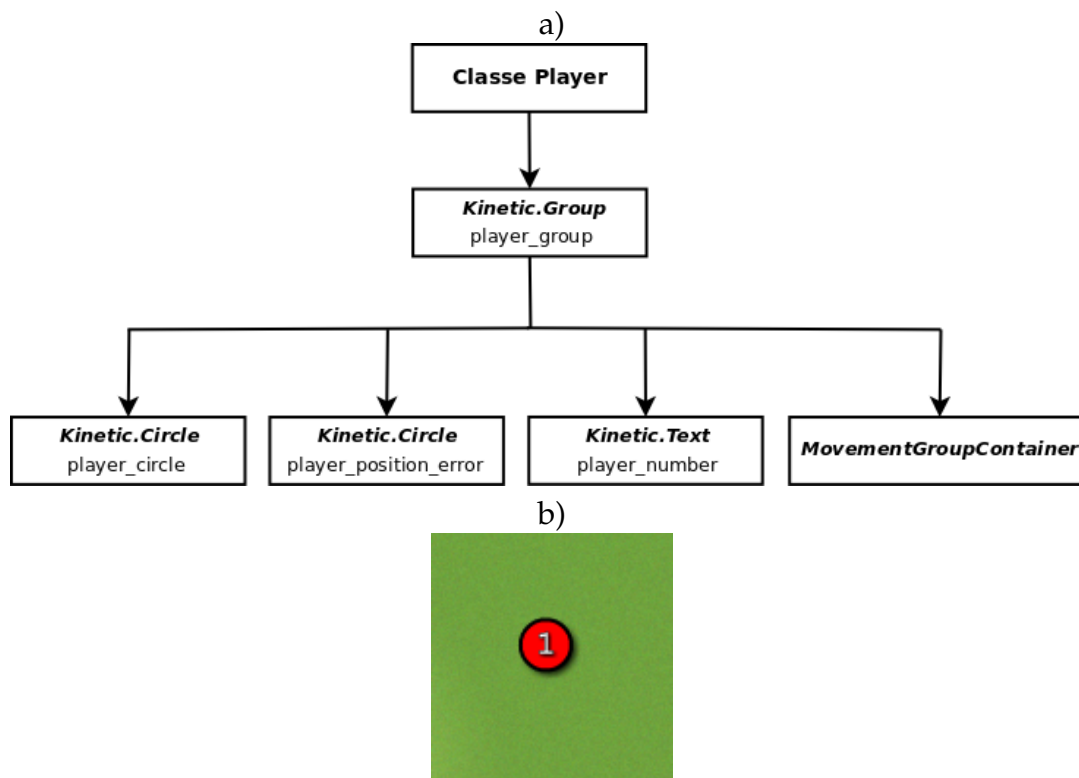 a)
Classe Player
Kinetic.Group
player_group
Kinetic.Circle
player_circle
Kinetic.Circle
player_position_error
Kinetic.Text
player_number
MovementGroupContainer
b)
1